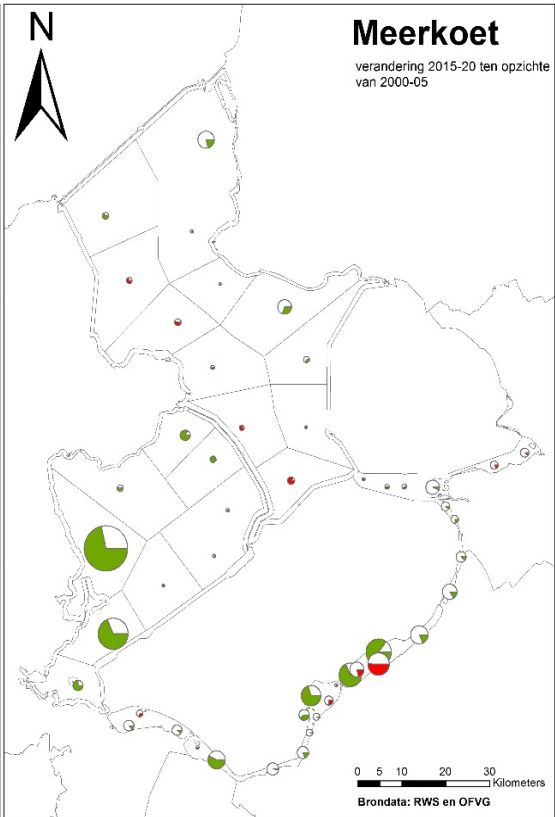 N
Meerkoet
verandering 2015-20 ten opzichte
van 2000-05
0 5 10 20 30
Kilometers
Brondata: RWS en OFVG